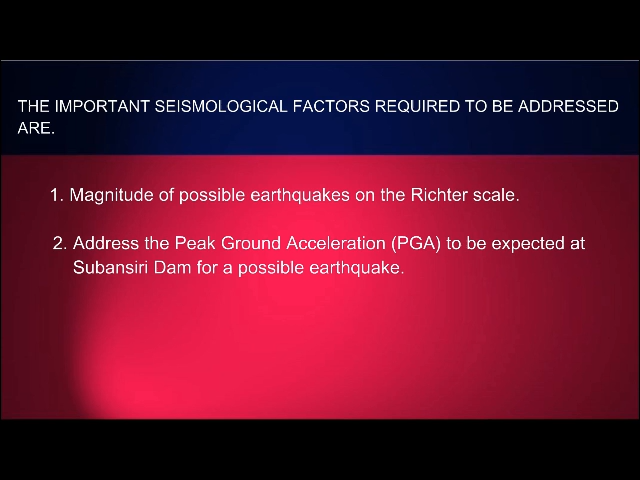 THE IMPORTANT SEISMOLOGICAL FACTORS REQUIRED TO BE ADDRESSED
ARE.
1. Magnitude of possible earthquakes on the Richter scale.
2. Address the Peak Ground Acceleration (PGA) to be expected at
Subansiri Dam for a possible earthquake.